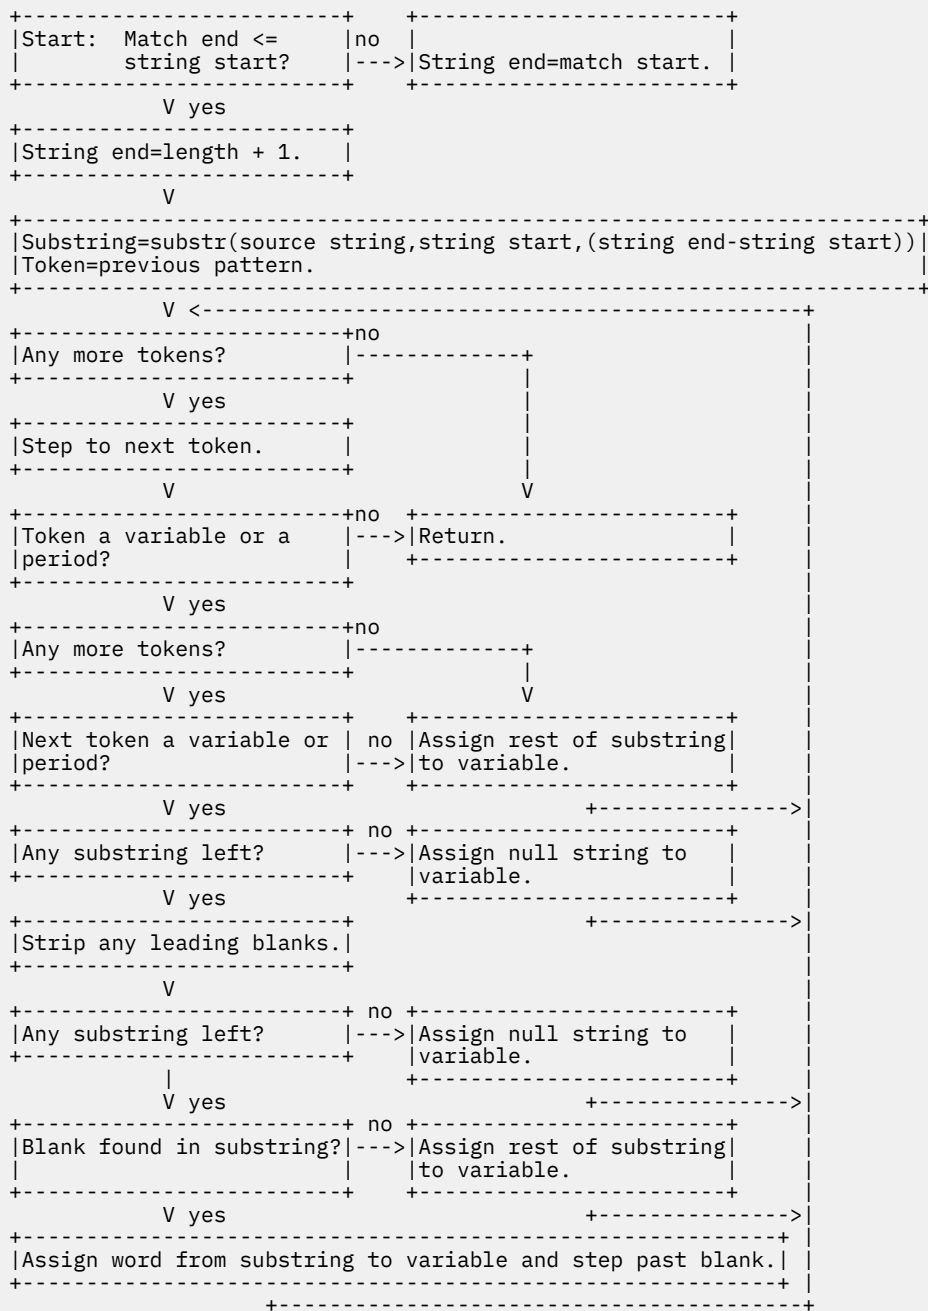 Start: Match end <= no
string start? String end=match start.
yes
String end=length + 1.
Substring=substr(source string,string start,(string end-string start))
Token=previous pattern.
no
Any more tokens?
yes
Step to next token.
no
Token a variable or a Return.
period?
yes
no
Any more tokens?
yes
Next token a variable or no Assign rest of substring
period? to variable.
yes
no
Any substring left? Assign null string to
variable.
yes
Strip any leading blanks.
no
Any substring left? Assign null string to
variable.
yes
no
Blank found in substring? Assign rest of substring
to variable.
yes
Assign word from substring to variable and step past blank.